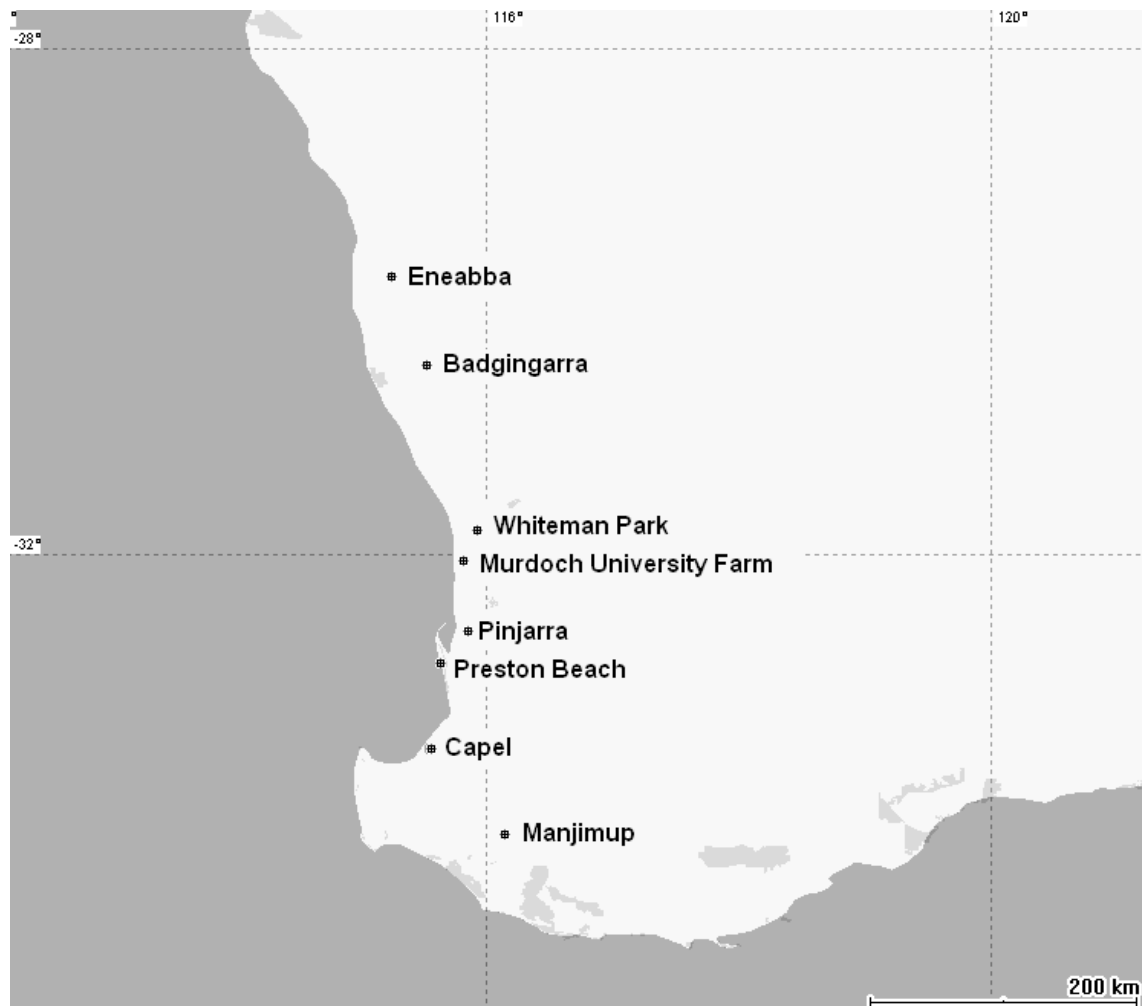 °
116°
120°
-28°
Eneabba
Badgingarra
Whiteman Park
-32°
Murdoch University Farm
Pinjarra
Preston Beach
Capel
Manjimup
200 km